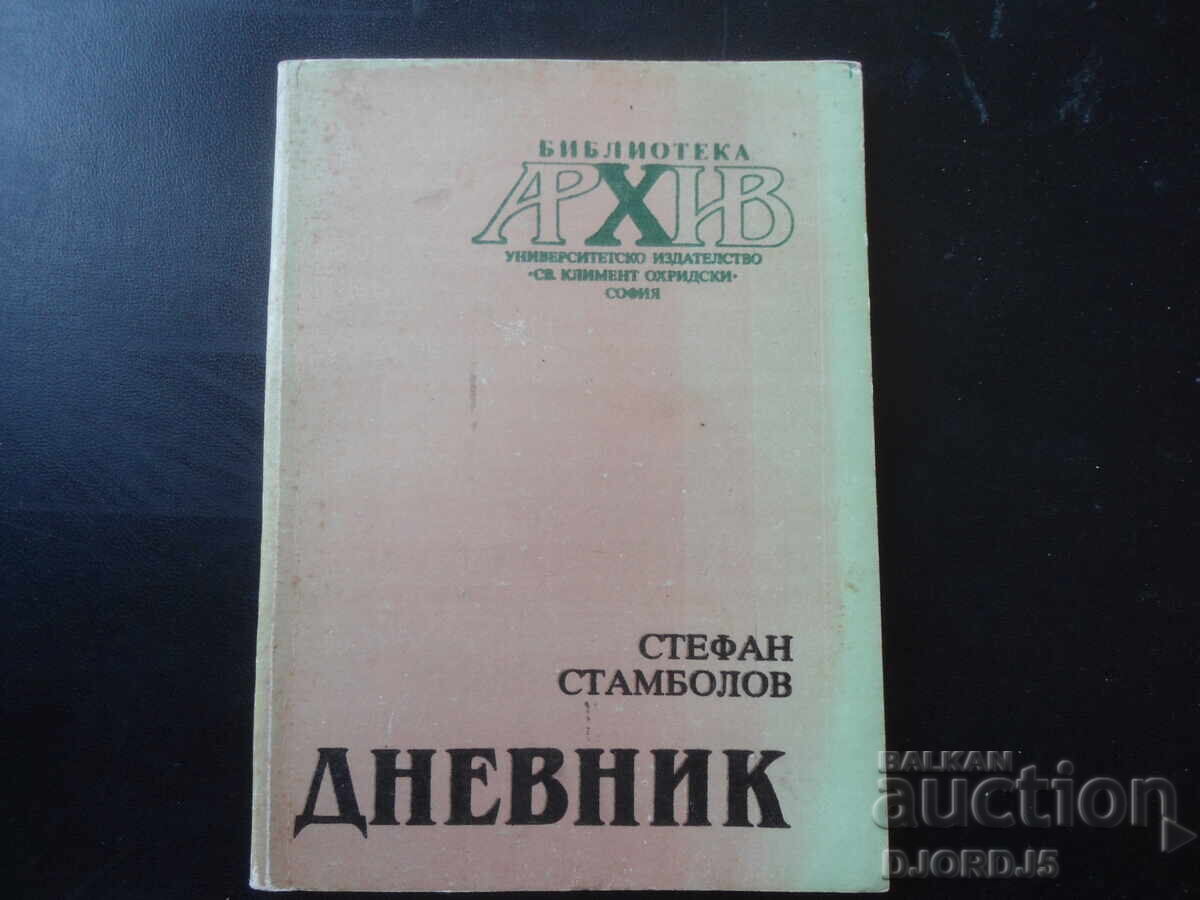 БИБЛИОТЕКА
АРХИВ
УНИВЕРСИТЕТСКО ИЗДАТЕЛСТВО
•СВ. КЛИМЕНТ ОХРИДСКИ•
СОФИЯ
СТЕФАН
СТАМБОЛОВ
ДНЕВНИК
BALKAN
auction
DJORDJ5